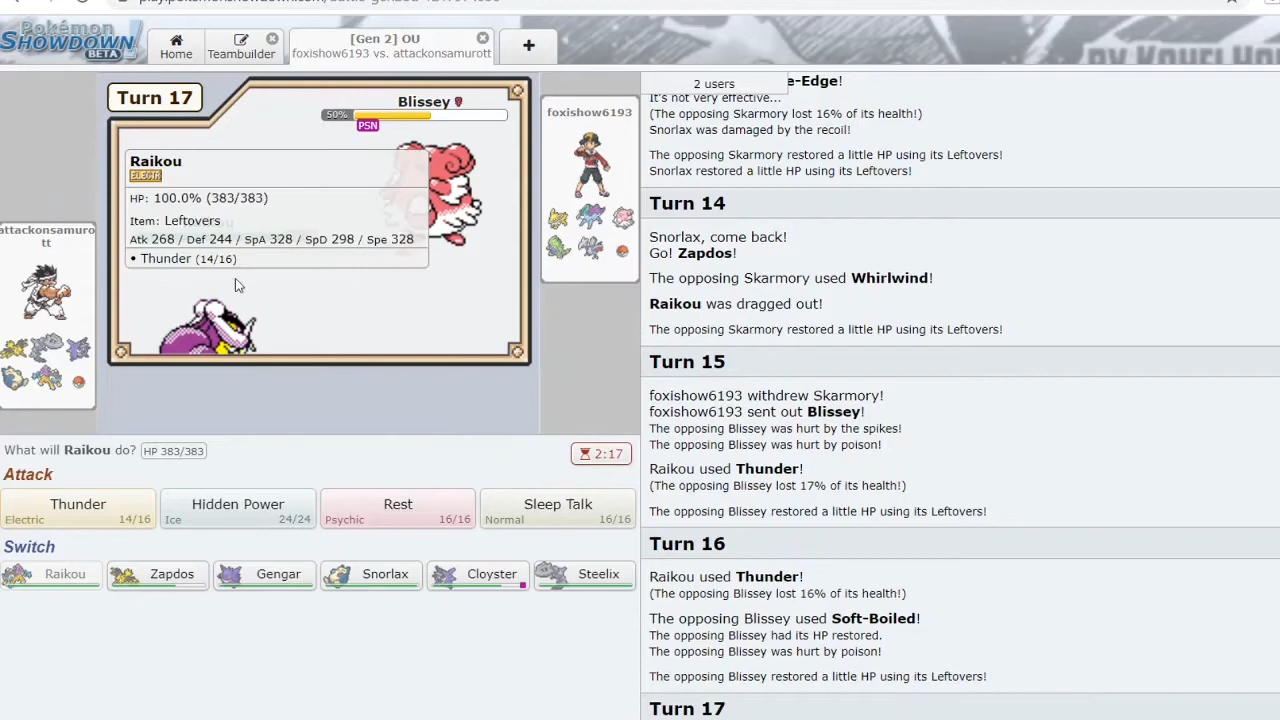 Pokémon
SHOWDOWN
BETA
Home
Teambuilder
[Gen 2] OU
foxishow6193 vs. attackonsamurott
+
Turn 17
Blissey
50%
PSN
Raikou
ELECTR
HP: 100.0% (383/383)
Item: Leftovers
Atk 268 / Def 244 / SpA 328 / SpD 298 / Spe 328
• Thunder (14/16)
attackonsamuro
tt
foxishow6193
What will Raikou do? HP 383/383
2:17
Attack
Thunder
Electric 14/16
Hidden Power
Ice 24/24
Rest
Psychic 16/16
Sleep Talk
Normal 16/16
Switch
Raikou
Zapdos
Gengar
Snorlax
Cloyster
Steelix
2 users
e-Edge!
It's not very effective...
(The opposing Skarmory lost 16% of its health!)
Snorlax was damaged by the recoil!
The opposing Skarmory restored a little HP using its Leftovers!
Snorlax restored a little HP using its Leftovers!
Turn 14
Snorlax, come back!
Go! Zapdos!
The opposing Skarmory used Whirlwind!
Raikou was dragged out!
The opposing Skarmory restored a little HP using its Leftovers!
Turn 15
foxishow6193 withdrew Skarmory!
foxishow6193 sent out Blissey!
The opposing Blissey was hurt by the spikes!
The opposing Blissey was hurt by poison!
Raikou used Thunder!
(The opposing Blissey lost 17% of its health!)
The opposing Blissey restored a little HP using its Leftovers!
Turn 16
Raikou used Thunder!
(The opposing Blissey lost 16% of its health!)
The opposing Blissey used Soft-Boiled!
The opposing Blissey had its HP restored.
The opposing Blissey was hurt by poison!
The opposing Blissey restored a little HP using its Leftovers!
Turn 17